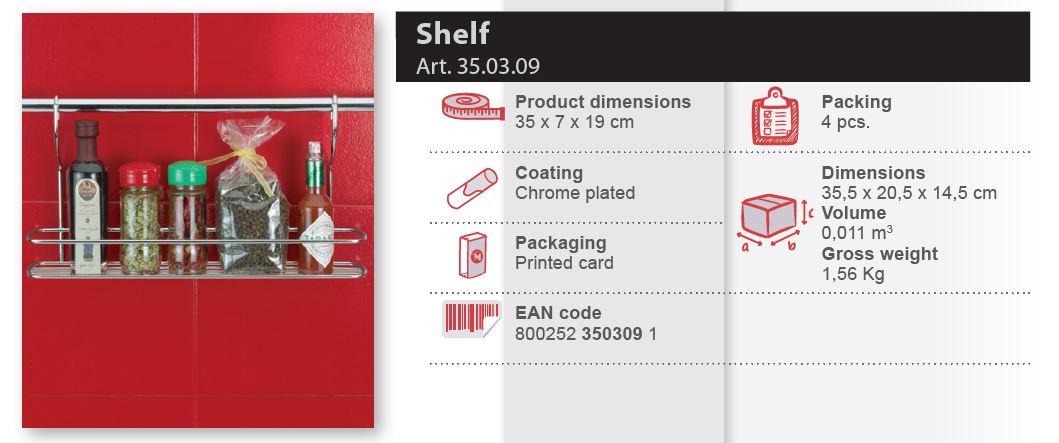 Shelf
Art. 35.03.09
Product dimensions
35 x 7 x 19 cm
Coating
Chrome plated
Packaging
Printed card
EAN code
800252 350309 1
Packing
4 pcs.
Dimensions
35,5 x 20,5 x 14,5 cm
Volume
0,011 m³
Gross weight
1,56 Kg
a
b
c